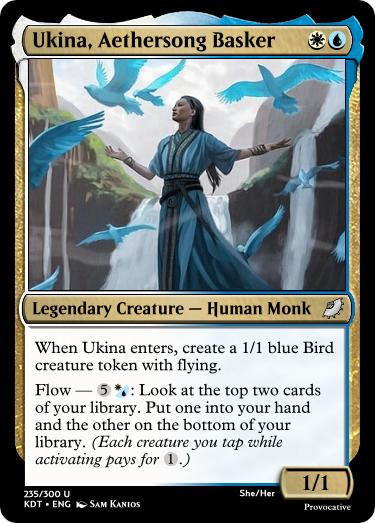 Ukina, Aethersong Basker
Legendary Creature — Human Monk
When Ukina enters, create a 1/1 blue Bird
creature token with flying.
Flow — 5 : Look at the top two cards
of your library. Put one into your hand
and the other on the bottom of your
library. (Each creature you tap while
activating pays for 1.)
1/1
235/300 U
She/Her
KDT • ENG Sam Kanios
Provocative